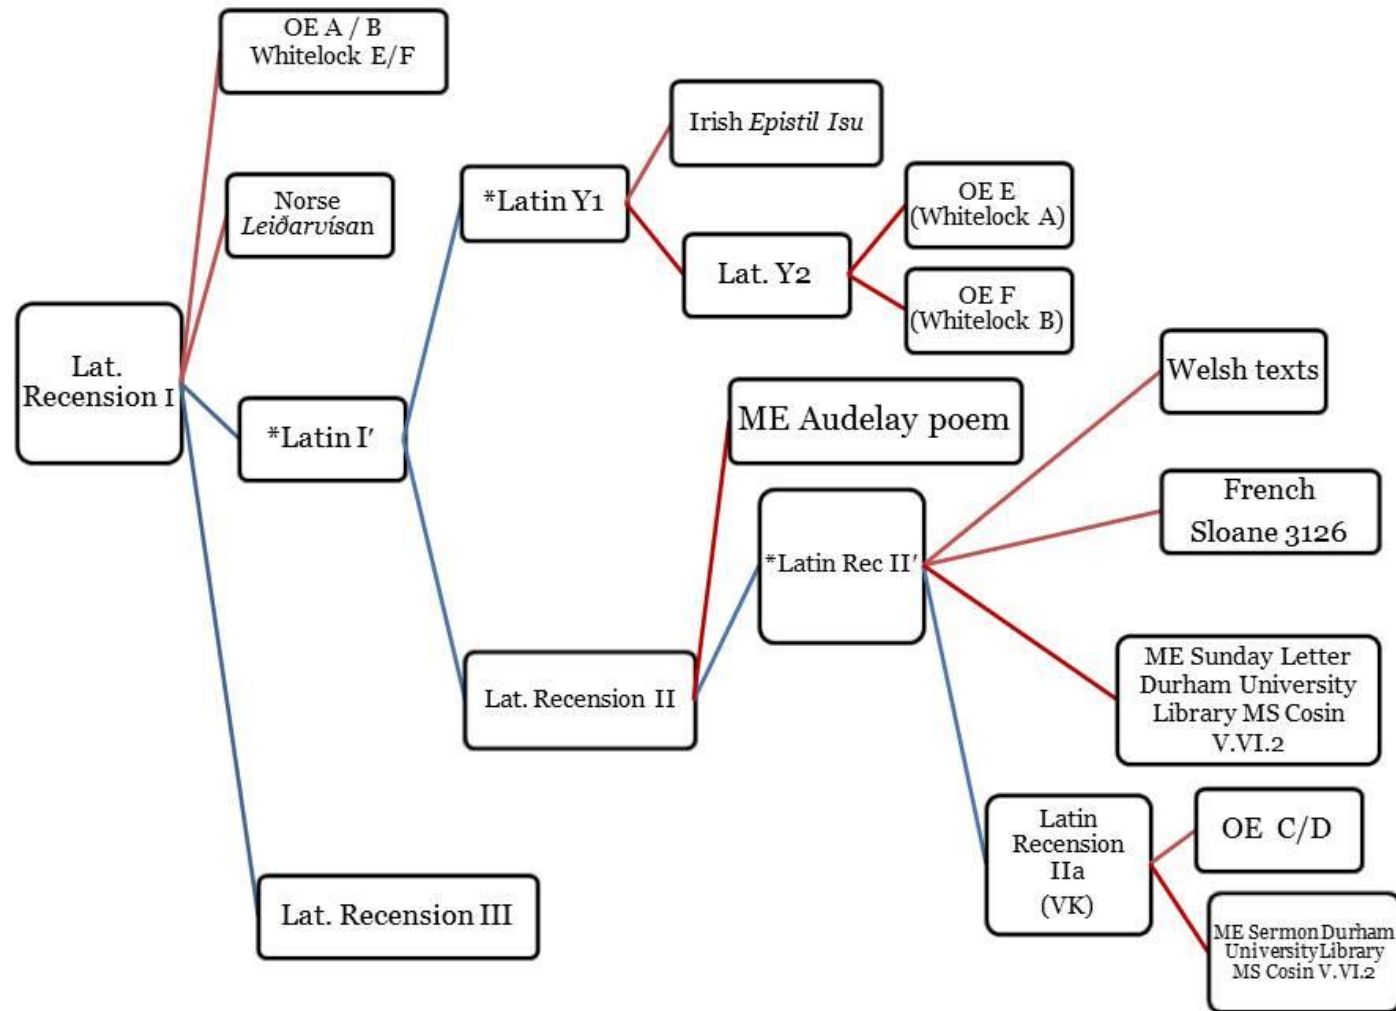 OE A / B
Whitelock E/F
Irish Epistil Isu
Norse
Leiðarvísan
*Latin Y1
OE E
(Whitelock A)
Lat. Y2
OE F
(Whitelock B)
Lat.
Recension I
*Latin I′
ME Audelay poem
Welsh texts
French
Sloane 3126
*Latin Rec II′
Lat. Recension II
ME Sunday Letter
Durham University
Library MS Cosin
V.VI.2
Latin
Recension
IIa
(VK)
OE C/D
Lat. Recension III
ME Sermon Durham
University Library
MS Cosin V.VI.2